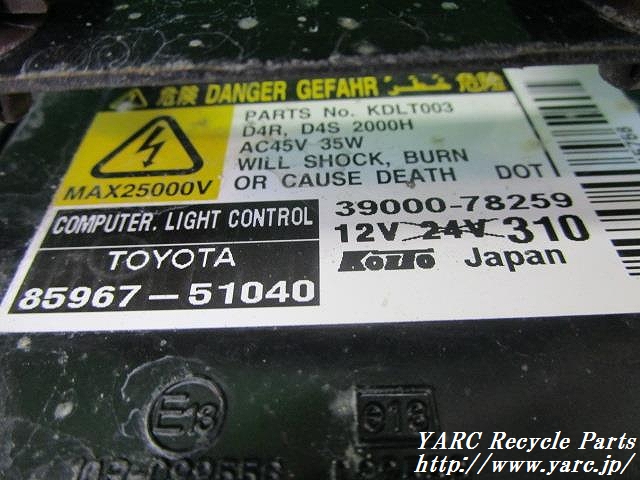 危険 DANGER GEFAHR خطر 危险
PARTS No. KDLT003
D4R, D4S 2000H
AC45V 35W
WILL SHOCK, BURN
OR CAUSE DEATH DOT
MAX25000V
COMPUTER. LIGHT CONTROL
39000-78259
12V 24V 310
TOYOTA
KOITO Japan
85967-51040
E13
e13
YARC Recycle Parts
http://www.yarc.jp/